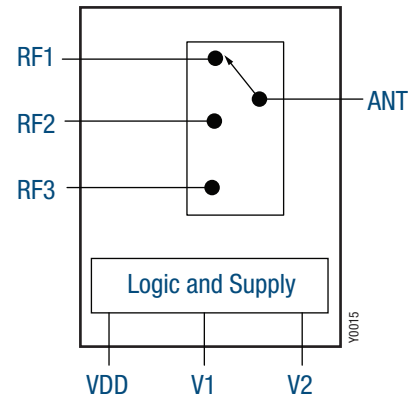 RF1
ANT
RF2
RF3
Logic and Supply
Y0015
VDD V1 V2